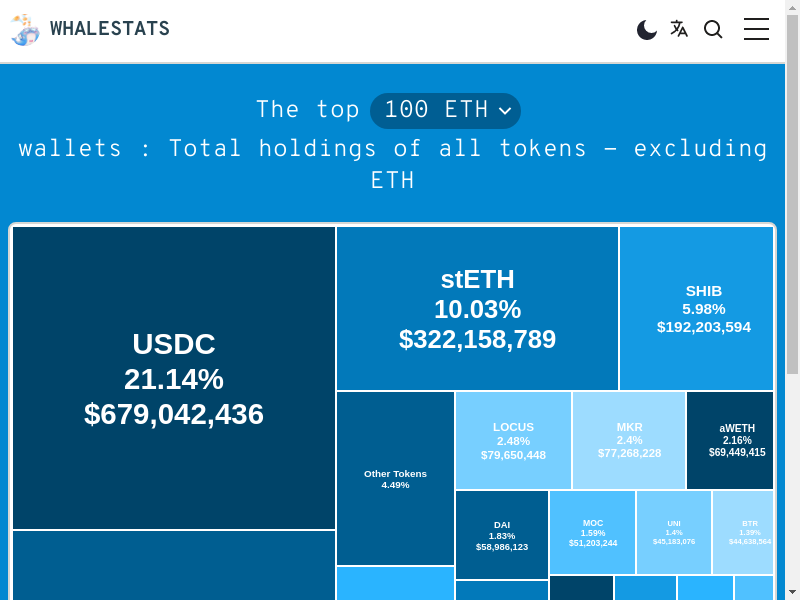 WHALESTATS
The top 100 ETH
wallets : Total holdings of all tokens – excluding
ETH
USDC
21.14%
$679,042,436
stETH
10.03%
$322,158,789
SHIB
5.98%
$192,203,594
Other Tokens
4.49%
LOCUS
2.48%
$79,650,448
MKR
2.4%
$77,268,228
aWETH
2.16%
$69,449,415
DAI
1.83%
$58,986,123
MOC
1.59%
$51,203,244
UNI
1.4%
$45,183,076
BTR
1.39%
$44,638,564